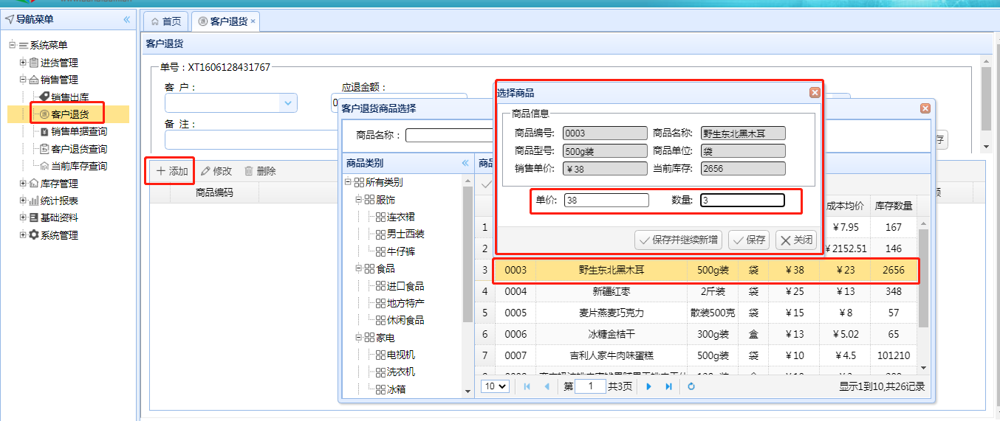 导航菜单
系统菜单
进货管理
销售管理
销售出库
客户退货
销售单据查询
客户退货查询
当前库存查询
库存管理
统计报表
基础资料
系统管理
首页
客户退货
客户退货
单号：XT1606128431767
客 户：
应退金额：
备 注：
添加
修改
删除
商品编码
客户退货商品选择
商品名称：
商品类别
所有类别
服饰
连衣裙
男士西装
牛仔裤
食品
进口食品
地方特产
休闲食品
家电
电视机
洗衣机
冰箱
选择商品
商品信息
商品编号: 0003 商品名称: 野生东北黑木耳
商品型号: 500g装 商品单位: 袋
销售单价: ￥38 当前库存: 2656
单价: 38 数量: 3
保存并继续新增 保存 关闭
成本均价 库存数量
1 ￥7.95 167
2 ￥2152.51 146
3 0003 野生东北黑木耳 500g装 袋 ￥38 ￥23 2656
4 0004 新疆红枣 2斤装 袋 ￥25 ￥13 348
5 0005 麦片燕麦巧克力 散装500克 袋 ￥15 ￥8 57
6 0006 冰糖金桔干 300g装 盒 ￥13 ￥5.02 65
7 0007 吉利人家牛肉味蛋糕 500g装 袋 ￥10 ￥4.5 101210
10 第 1 共3页 显示1到10,共26记录